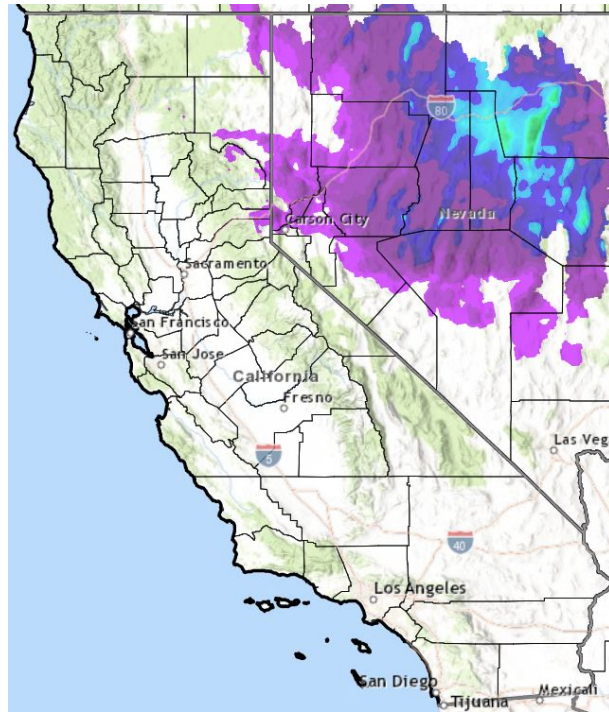 80
Carson City
Nevada
Sacramento
San Francisco
San Jose
California
Fresno
5
Las Veg
40
Los Angeles
San Diego
Tijuana
Mexicali